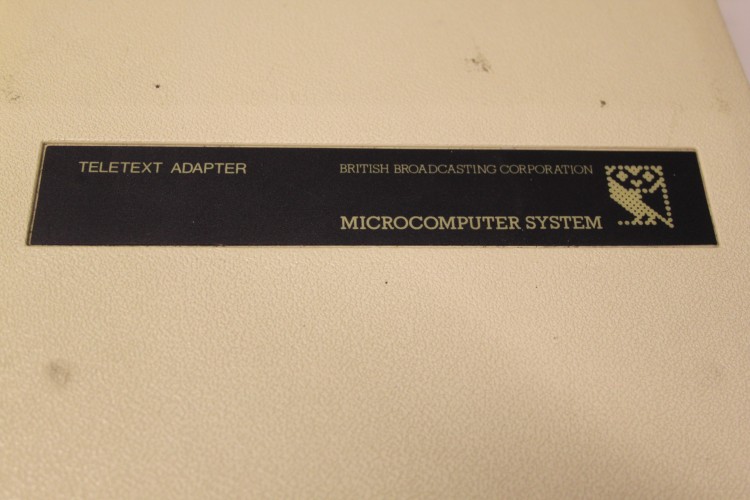 TELETEXT ADAPTER
BRITISH BROADCASTING CORPORATION
MICROCOMPUTER SYSTEM